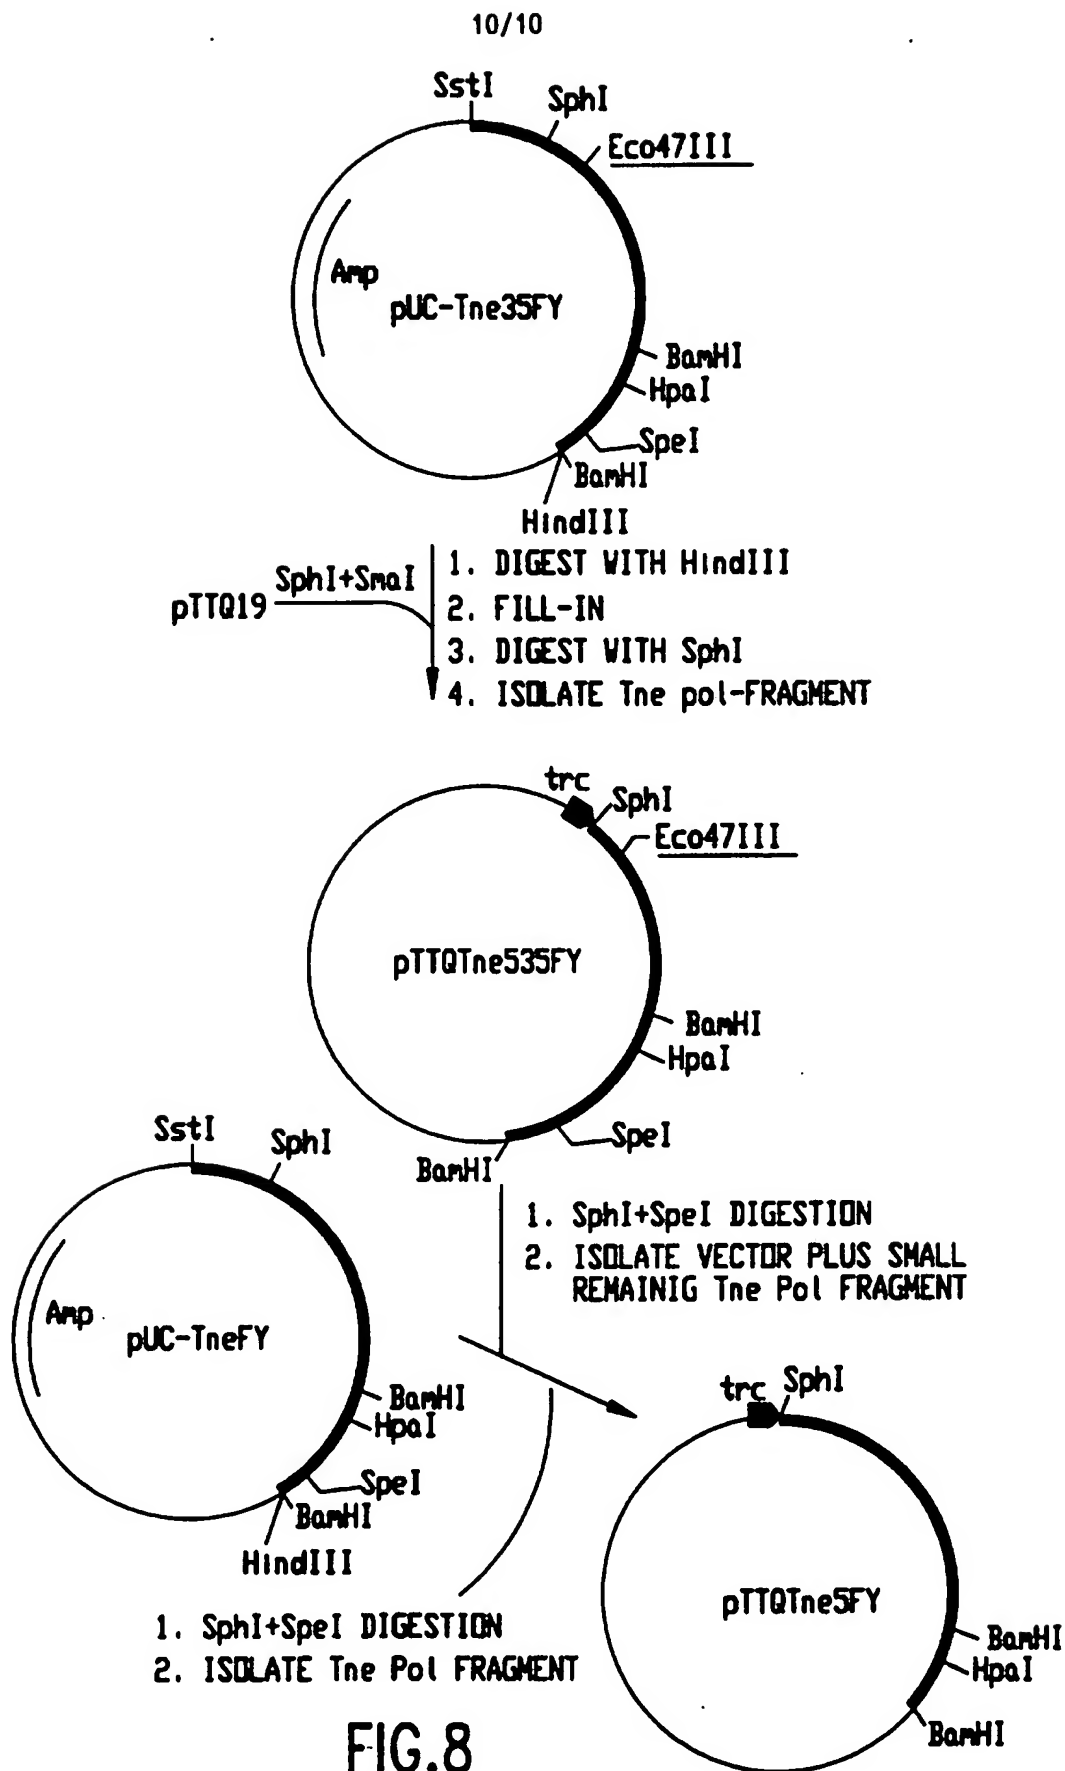 10/10
SstI
SphI
Eco47III
Amp
pUC-Tne35FY
BamHI
HpaI
SpeI
BamHI
HindIII
pTTQ19
SphI+SmaI
1. DIGEST WITH HindIII
2. FILL-IN
3. DIGEST WITH SphI
4. ISOLATE Tne pol-FRAGMENT
trc
SphI
Eco47III
pTTQTne535FY
BamHI
HpaI
SpeI
BamHI
SstI
SphI
Amp
pUC-TneFY
BamHI
HpaI
SpeI
BamHI
HindIII
1. SphI+SpeI DIGESTION
2. ISOLATE VECTOR PLUS SMALL
REMAINIG Tne Pol FRAGMENT
1. SphI+SpeI DIGESTION
2. ISOLATE Tne Pol FRAGMENT
trc
SphI
pTTQTne5FY
BamHI
HpaI
BamHI
FIG.8